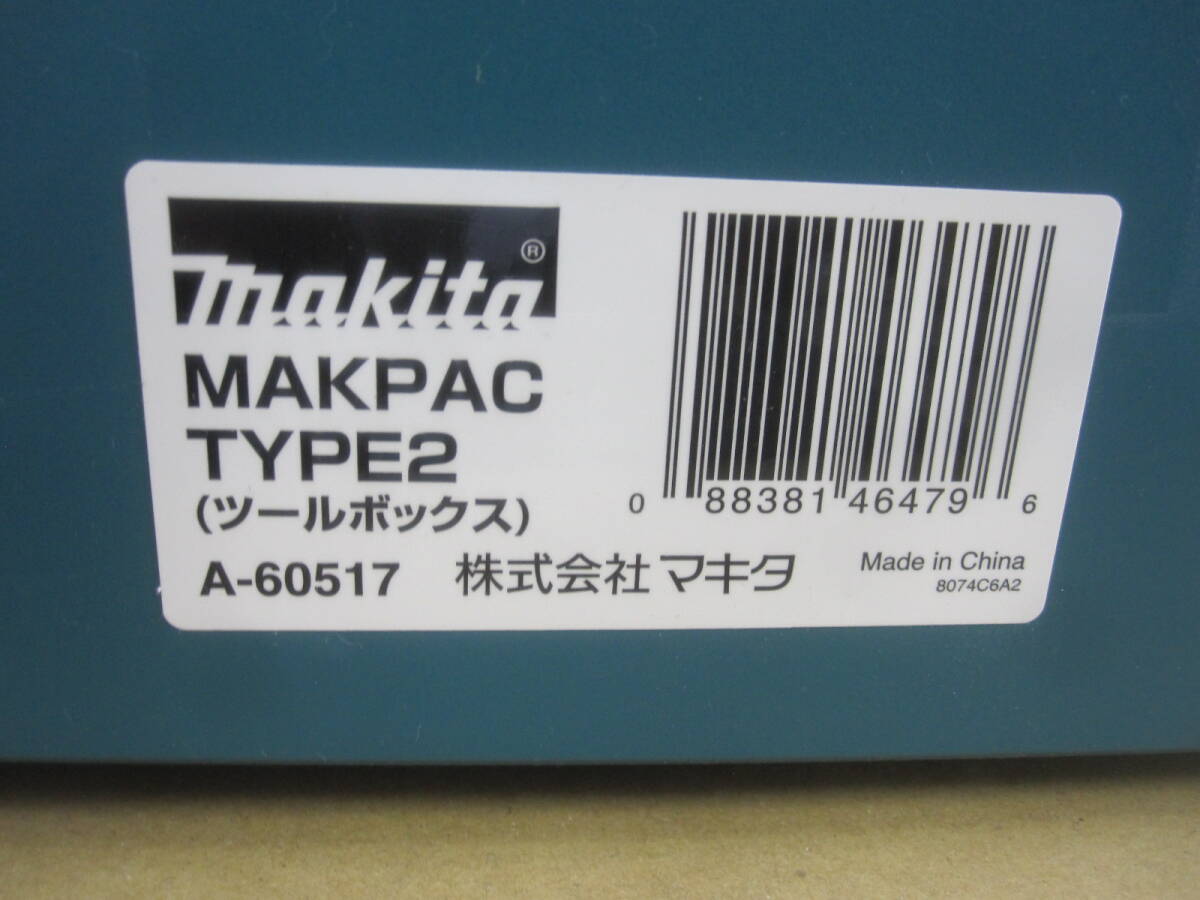 makita®
MAKPAC
TYPE2
(ツールボックス)
A-60517 株式会社マキタ
0 88381 46479 6
Made in China
8074C6A2